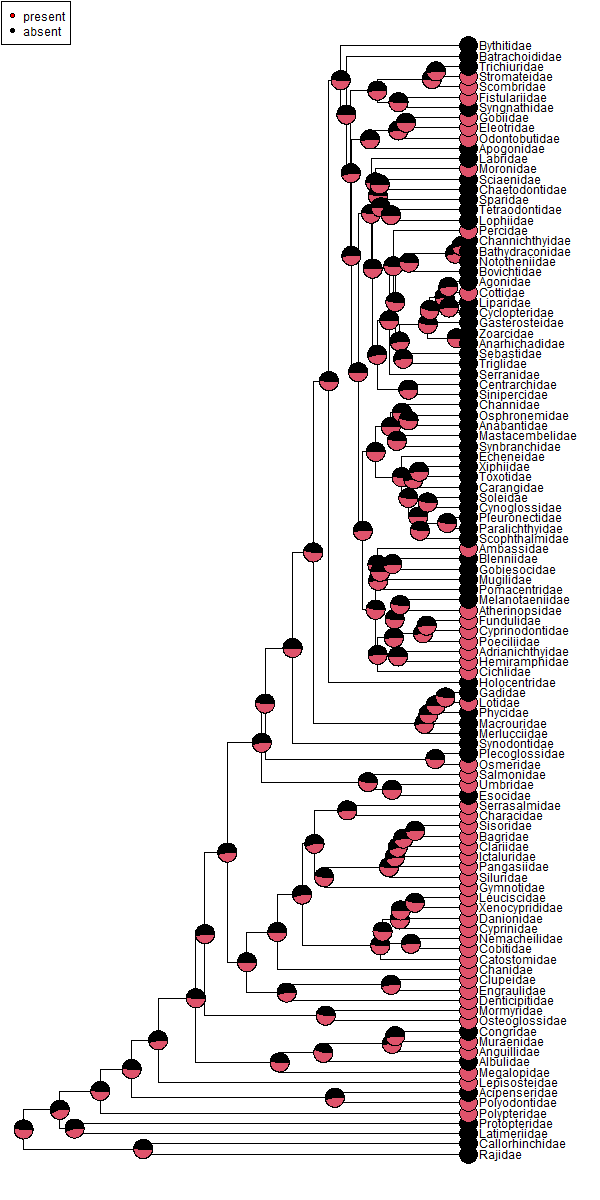 present
absent
Bythitidae
Batrachoididae
Trichiuridae
Stromateidae
Scombridae
Fistulariidae
Syngnathidae
Gobiidae
Eleotridae
Odontobutidae
Apogonidae
Labridae
Moronidae
Sciaenidae
Chaetodontidae
Sparidae
Tetraodontidae
Lophiidae
Percidae
Channichthyidae
Bathydraconidae
Nototheniidae
Bovichtidae
Agonidae
Cottidae
Liparidae
Cyclopteridae
Gasterosteidae
Zoarcidae
Anarhichadidae
Sebastidae
Triglidae
Serranidae
Centrarchidae
Sinipercidae
Channidae
Osphronemidae
Anabantidae
Mastacembelidae
Synbranchidae
Echeneidae
Xiphiidae
Toxotidae
Carangidae
Soleidae
Cynoglossidae
Pleuronectidae
Paralichthyidae
Scophthalmidae
Ambassidae
Blenniidae
Gobiesocidae
Mugilidae
Pomacentridae
Melanotaeniidae
Atherinopsidae
Fundulidae
Cyprinodontidae
Poeciliidae
Adrianichthyidae
Hemiramphidae
Cichlidae
Holocentridae
Gadidae
Lotidae
Phycidae
Macrouridae
Merlucciidae
Synodontidae
Plecoglossidae
Osmeridae
Salmonidae
Umbridae
Esocidae
Serrasalmidae
Characidae
Sisoridae
Bagridae
Clariidae
Ictaluridae
Pangasiidae
Siluridae
Gymnotidae
Leuciscidae
Xenocyprididae
Danionidae
Cyprinidae
Nemacheilidae
Cobitidae
Catostomidae
Chanidae
Clupeidae
Engraulidae
Denticipitidae
Mormyridae
Osteoglossidae
Congridae
Muraenidae
Anguillidae
Albulidae
Megalopidae
Lepisosteidae
Acipenseridae
Polyodontidae
Polypteridae
Protopteridae
Latimeriidae
Callorhinchidae
Rajidae